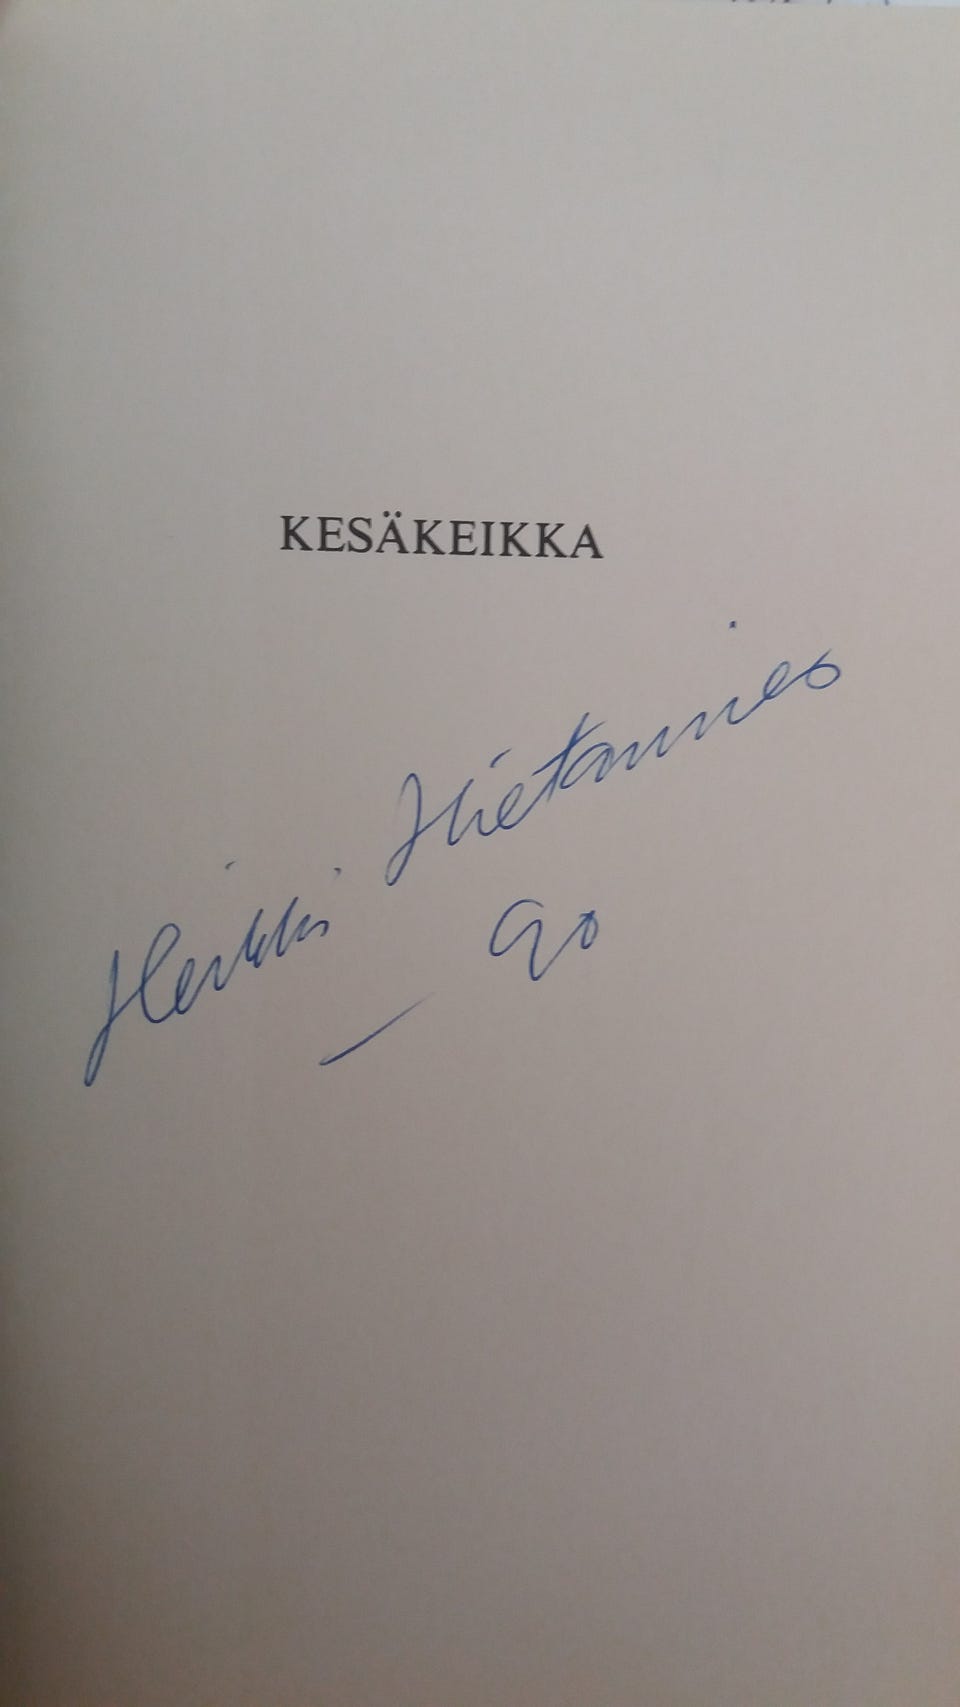 KESÄKEIKKA
Heikki Hietamies
– 90